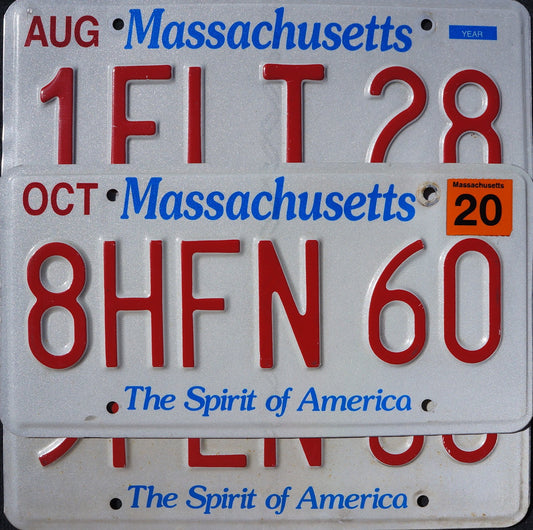 AUG Massachusetts YEAR
OCT Massachusetts Massachusetts 20
8HFN 60
The Spirit of America
The Spirit of America